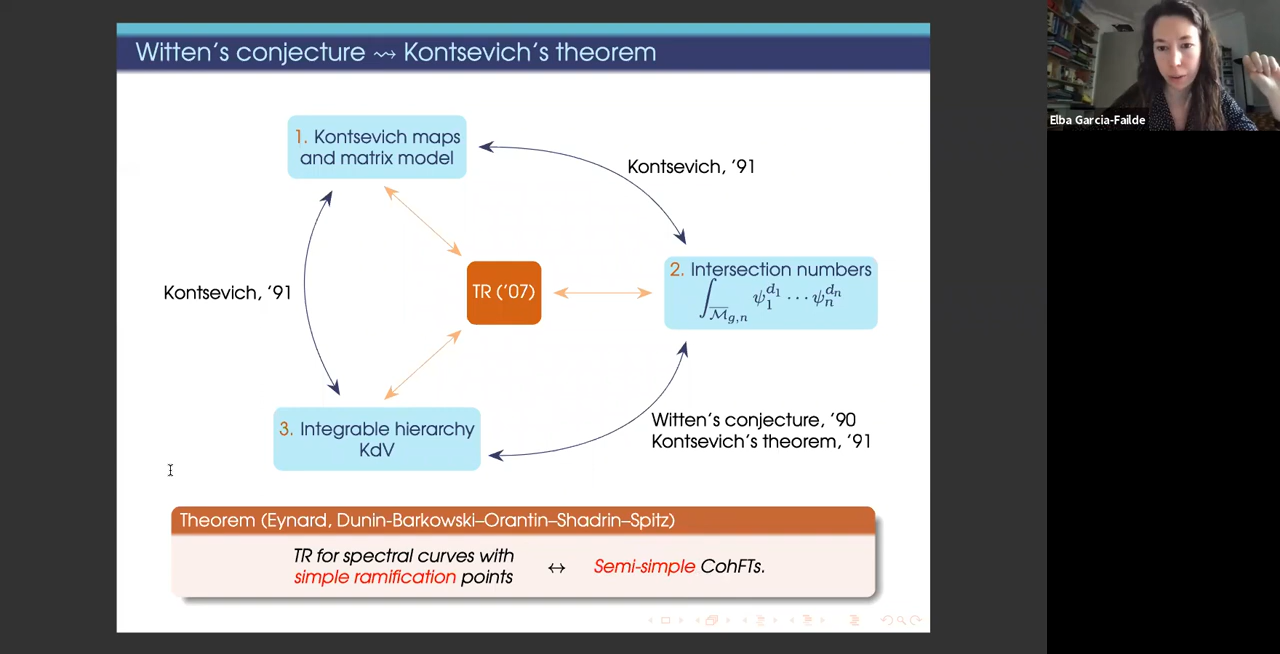 Witten's conjecture ⇝ Kontsevich's theorem
1. Kontsevich maps
and matrix model
Kontsevich, '91
2. Intersection numbers
∫_{\overline{M}_{g,n}} ψ_1^{d_1} ⋯ ψ_n^{d_n}
TR ('07)
Kontsevich, '91
3. Integrable hierarchy
KdV
Witten's conjecture, '90
Kontsevich's theorem, '91
Theorem (Eynard, Dunin-Barkowski–Orantin–Shadrin–Spitz)
TR for spectral curves with
simple ramification points
↔
Semi-simple CohFTs.
Elba Garcia-Failde